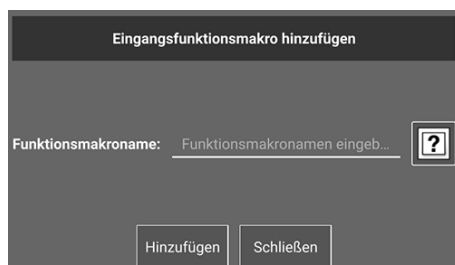 Eingangsfunktionsmakro hinzufügen
Funktionsmakroname: Funktionsmakronamen eingeb... ?
Hinzufügen Schließen